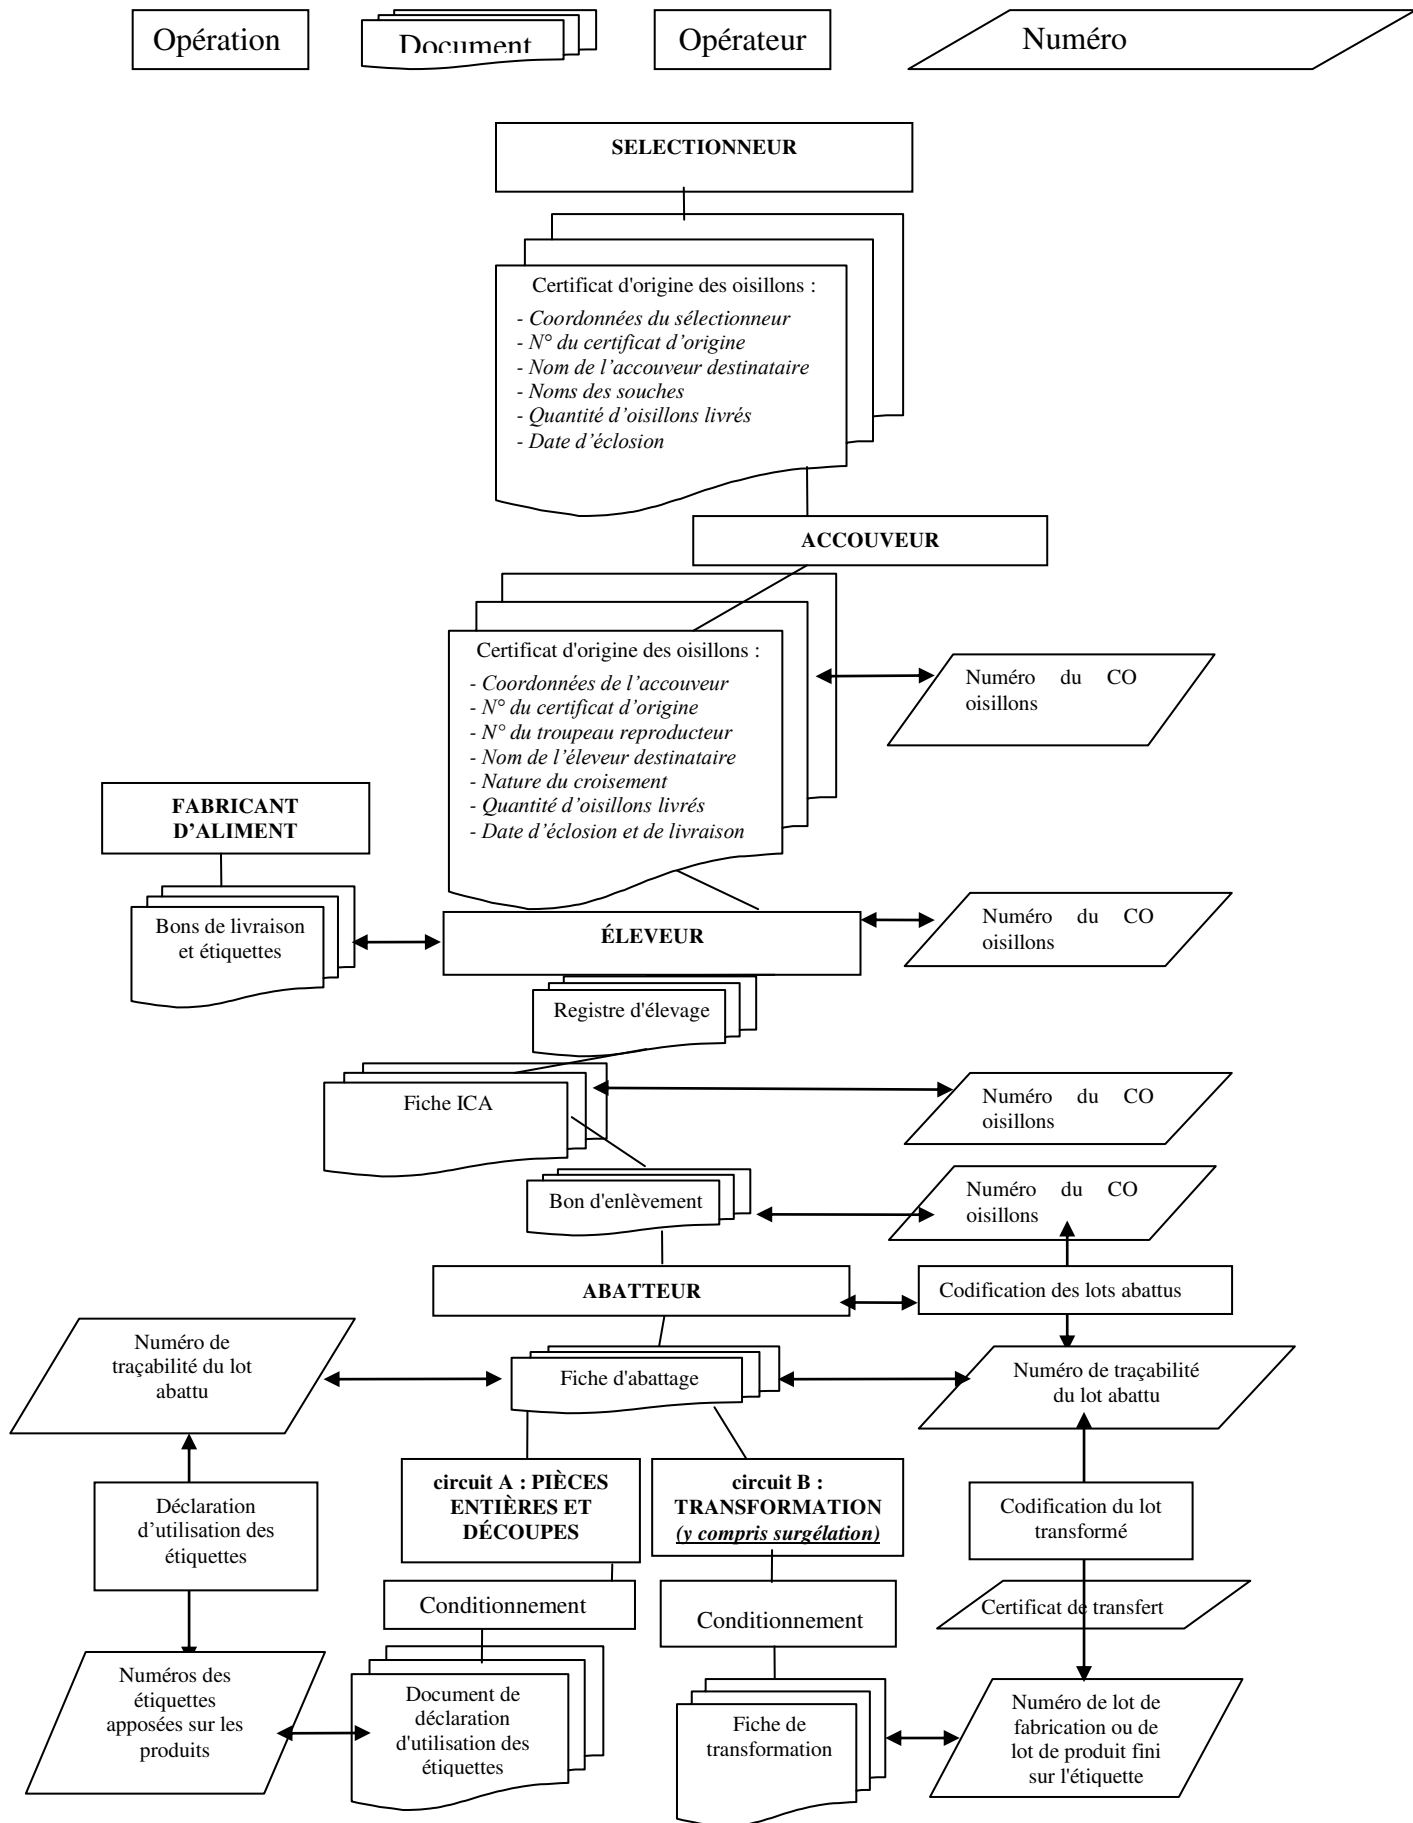 Opération
Document
Opérateur
Numéro
SELECTIONNEUR
Certificat d'origine des oisillons :
- Coordonnées du sélectionneur
- N° du certificat d’origine
- Nom de l’accouveur destinataire
- Noms des souches
- Quantité d’oisillons livrés
- Date d’éclosion
ACCOUVEUR
Certificat d'origine des oisillons :
- Coordonnées de l’accouveur
- N° du certificat d’origine
- N° du troupeau reproducteur
- Nom de l’éleveur destinataire
- Nature du croisement
- Quantité d’oisillons livrés
- Date d’éclosion et de livraison
Numéro du CO
oisillons
FABRICANT
D’ALIMENT
Bons de livraison
et étiquettes
ÉLEVEUR
Numéro du CO
oisillons
Registre d'élevage
Fiche ICA
Numéro du CO
oisillons
Bon d'enlèvement
Numéro du CO
oisillons
ABATTEUR
Codification des lots abattus
Numéro de
traçabilité du lot
abattu
Fiche d'abattage
Numéro de traçabilité
du lot abattu
circuit A : PIÈCES
ENTIÈRES ET
DÉCOUPES
circuit B :
TRANSFORMATION
(y compris surgélation)
Déclaration
d’utilisation des
étiquettes
Codification du lot
transformé
Conditionnement
Conditionnement
Certificat de transfert
Numéros des
étiquettes
apposées sur les
produits
Document de
déclaration
d'utilisation des
étiquettes
Fiche de
transformation
Numéro de lot de
fabrication ou de
lot de produit fini
sur l'étiquette